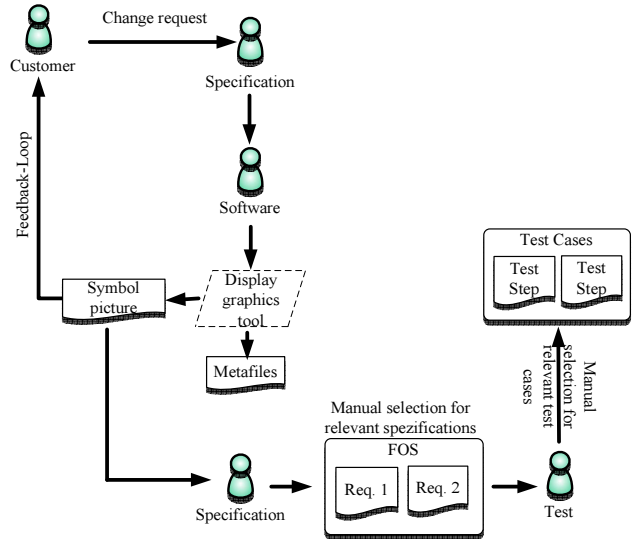 Change request
Customer
Specification
Feedback-Loop
Software
Test Cases
Test
Step
Test
Step
Display
graphics
tool
Symbol
picture
Metafiles
Manual
selection for
relevant test
cases
Manual selection for
relevant spezifications
FOS
Req. 1
Req. 2
Specification
Test